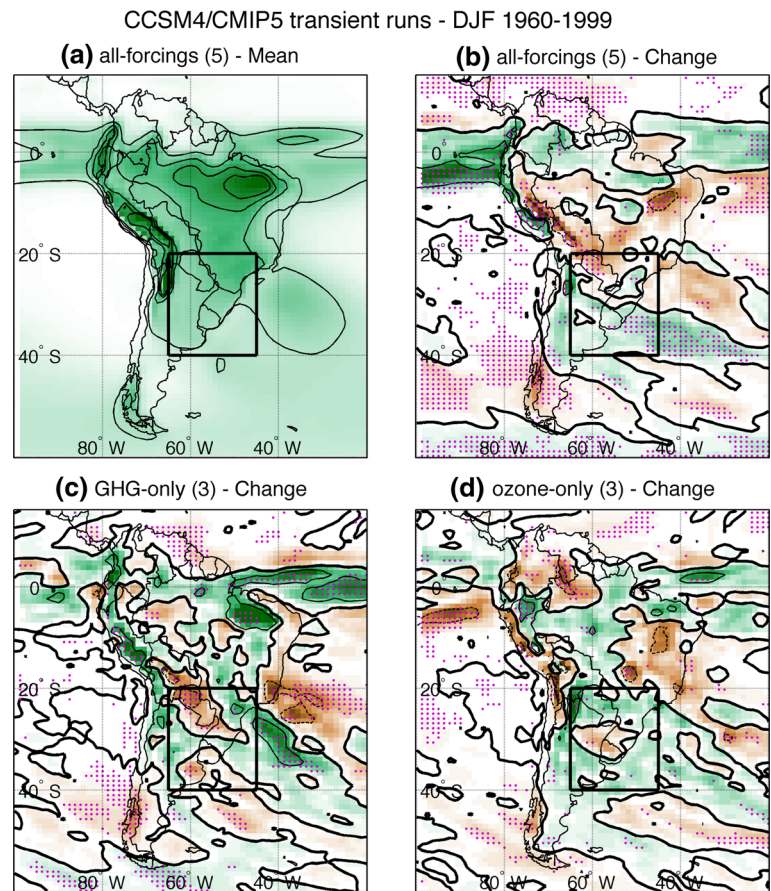 CCSM4/CMIP5 transient runs - DJF 1960-1999
(a) all-forcings (5) - Mean
(b) all-forcings (5) - Change
0°
20° S
40° S
80° W
60° W
40° W
0°
20° S
40° S
80° W
60° W
40° W
(c) GHG-only (3) - Change
(d) ozone-only (3) - Change
0°
20° S
40° S
80° W
60° W
40° W
0°
20° S
40° S
80° W
60° W
40° W